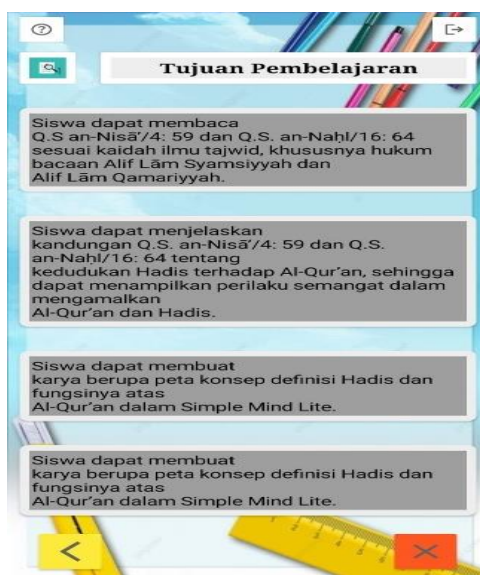 Tujuan Pembelajaran
Siswa dapat membaca
Q.S an-Nisā’/4: 59 dan Q.S. an-Naḥl/16: 64
sesuai kaidah ilmu tajwid, khususnya hukum
bacaan Alif Lām Syamsiyyah dan
Alif Lām Qamariyyah.
Siswa dapat menjelaskan
kandungan Q.S. an-Nisā’/4: 59 dan Q.S.
an-Naḥl/16: 64 tentang
kedudukan Hadis terhadap Al-Qur’an, sehingga
dapat menampilkan perilaku semangat dalam
mengamalkan
Al-Qur’an dan Hadis.
Siswa dapat membuat
karya berupa peta konsep definisi Hadis dan
fungsinya atas
Al-Qur’an dalam Simple Mind Lite.
Siswa dapat membuat
karya berupa peta konsep definisi Hadis dan
fungsinya atas
Al-Qur’an dalam Simple Mind Lite.